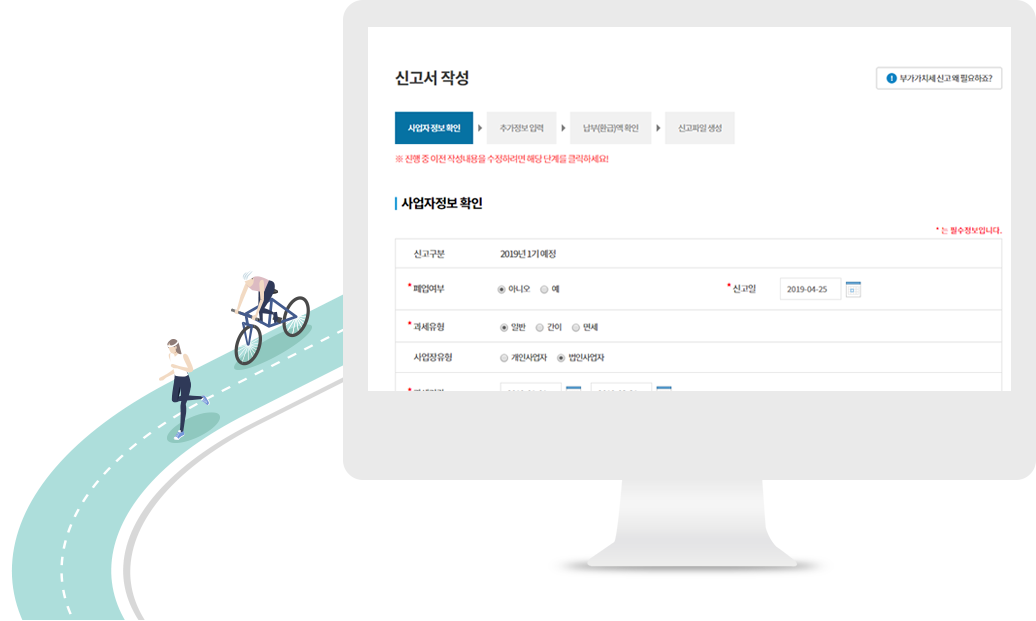 신고서 작성
부가가치세 신고 왜 필요하죠?
사업자 정보 확인
추가정보 입력
납부(환급)액 확인
신고파일 생성
※ 진행 중 이전 작성내용을 수정하려면 해당 단계를 클릭하세요!
사업자정보 확인
* 는 필수정보입니다.
신고구분 2019년 1기 예정
* 폐업여부 아니오 예 * 신고일 2019-04-25
* 과세유형 일반 간이 면세
사업장유형 개인사업자 법인사업자